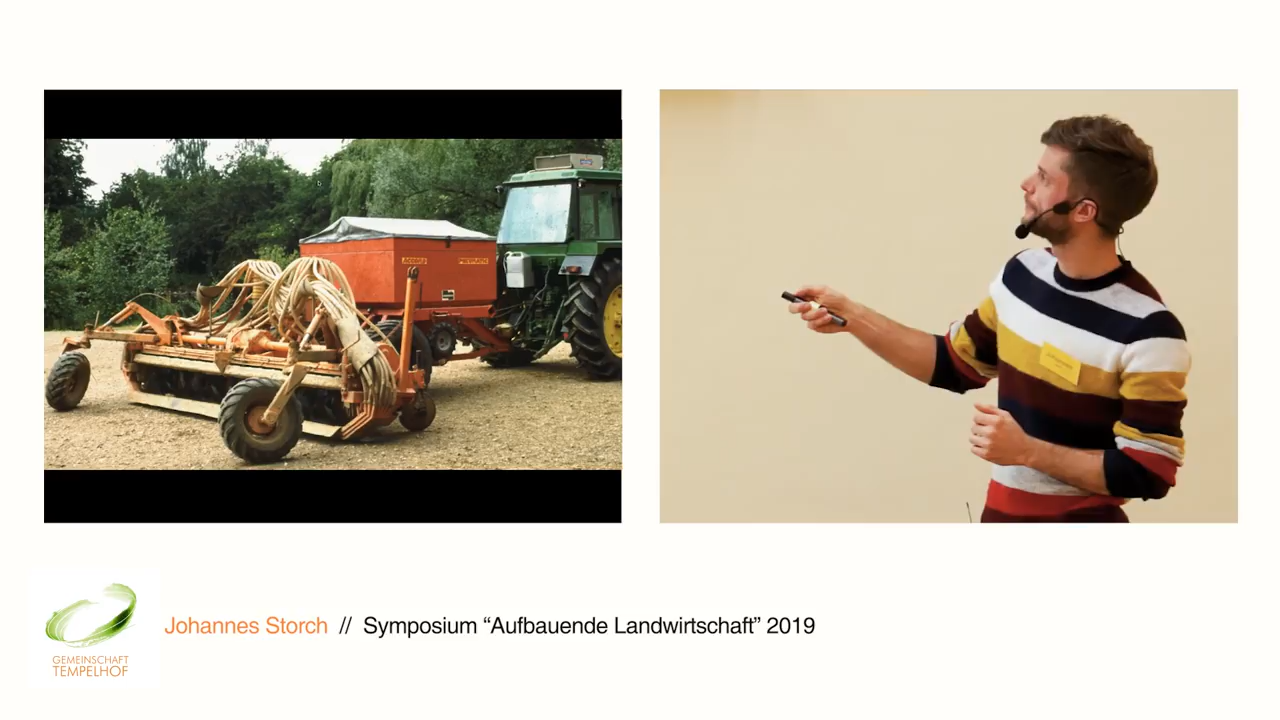 Johannes Storch // Symposium “Aufbauende Landwirtschaft” 2019
GEMEINSCHAFT
TEMPELHOF